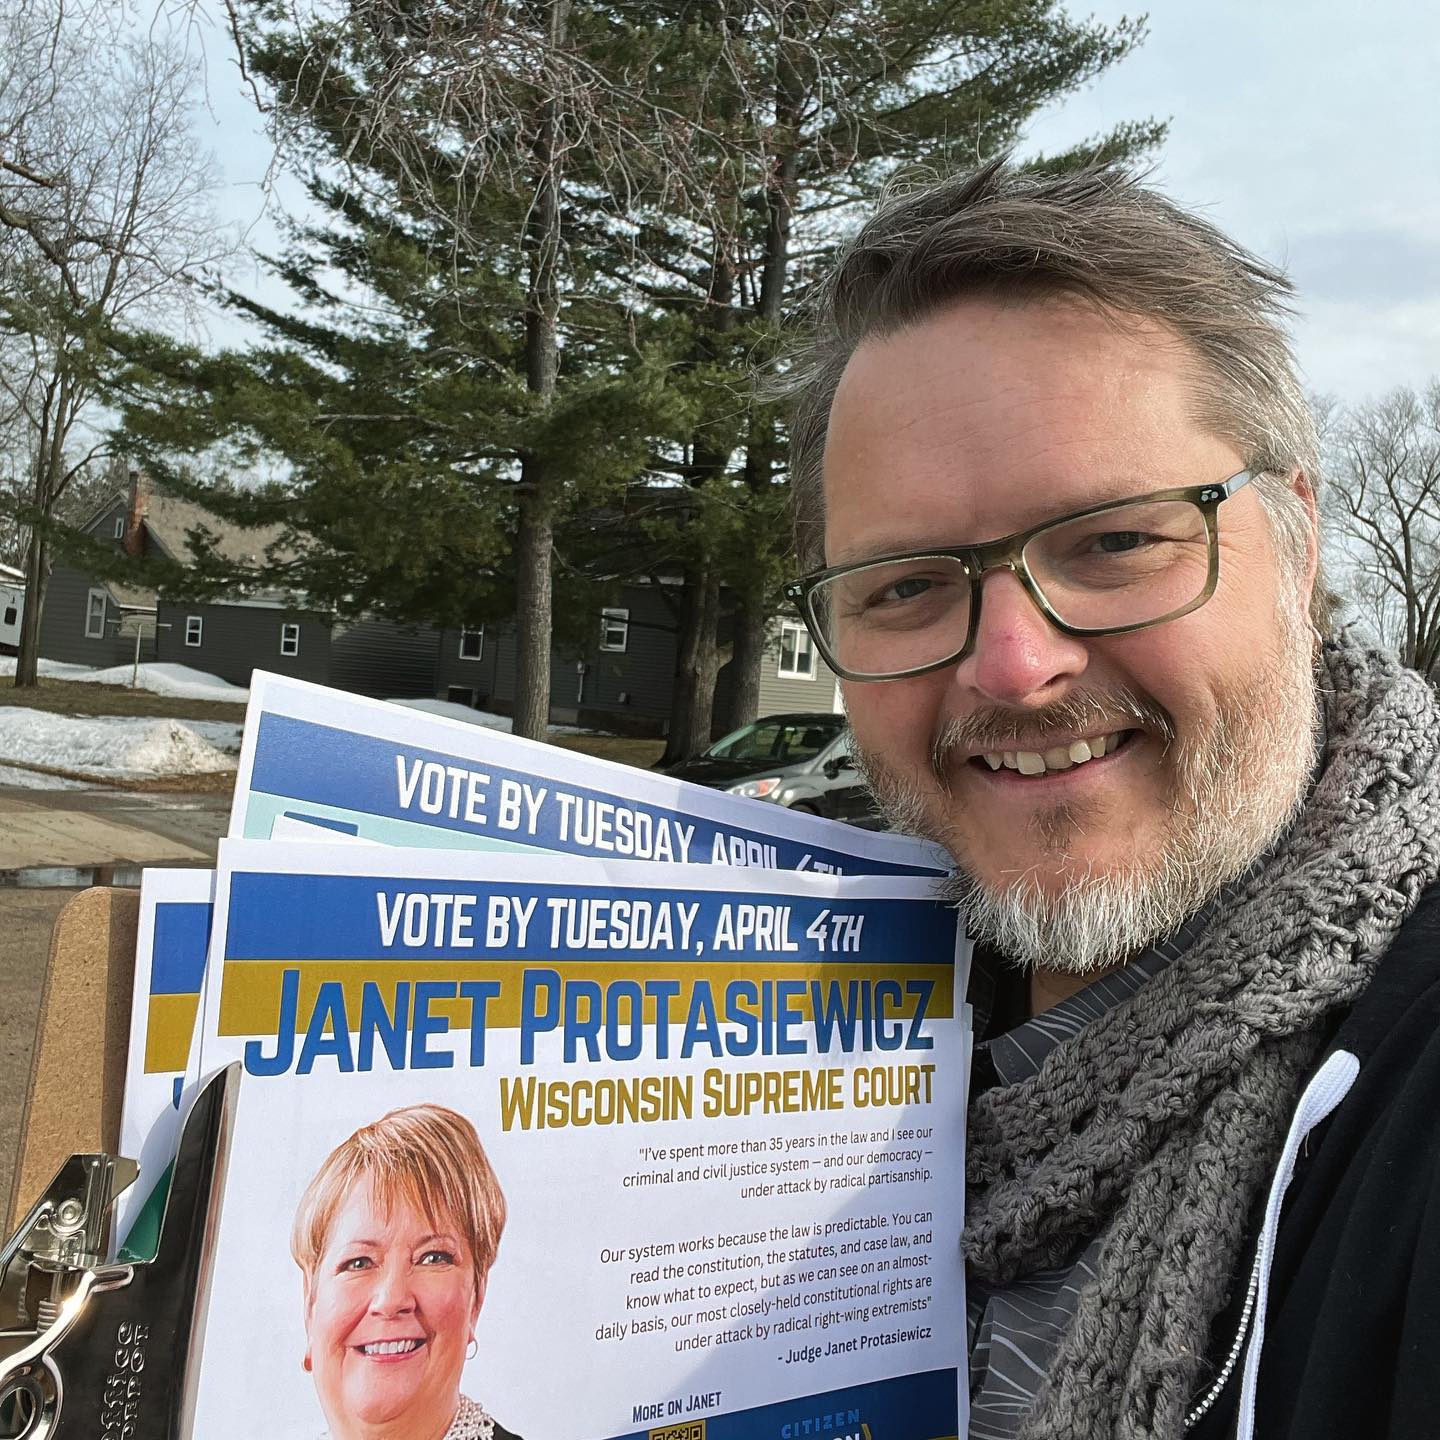 VOTE BY TUESDAY, APRIL 4TH
VOTE BY TUESDAY, APRIL 4TH
JANET PROTASIEWICZ
WISCONSIN SUPREME COURT
"I've spent more than 35 years in the law and I see our
criminal and civil justice system — and our democracy —
under attack by radical partisanship.
Our system works because the law is predictable. You can
read the constitution, the statutes, and case law, and
know what to expect, but as we can see on an almost-
daily basis, our most closely-held constitutional rights are
under attack by radical right-wing extremists"
- Judge Janet Protasiewicz
MORE ON JANET
CITIZEN
Office
DEPOT